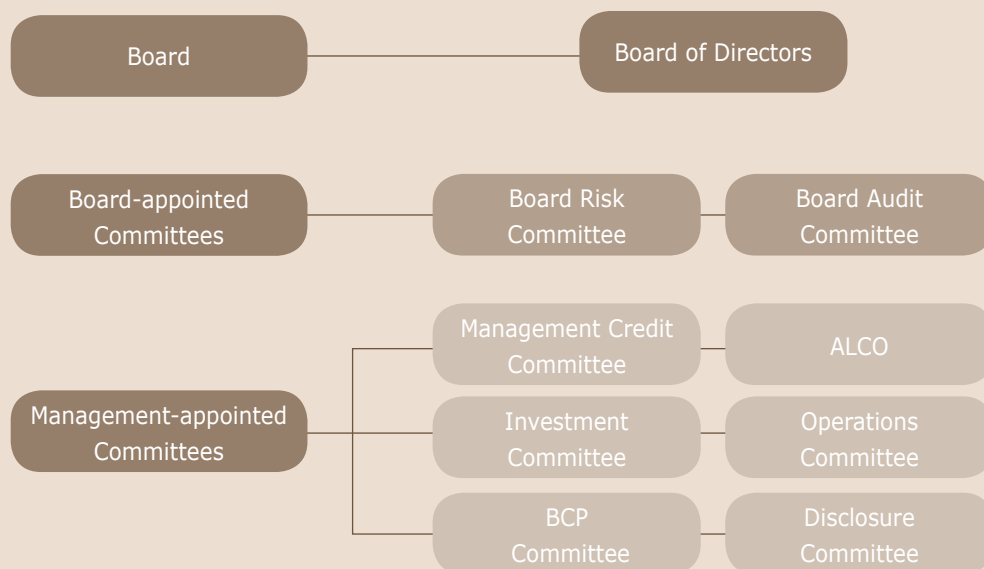 Board
Board of Directors
Board-appointed
Committees
Board Risk
Committee
Board Audit
Committee
Management-appointed
Committees
Management Credit
Committee
ALCO
Investment
Committee
Operations
Committee
BCP
Committee
Disclosure
Committee